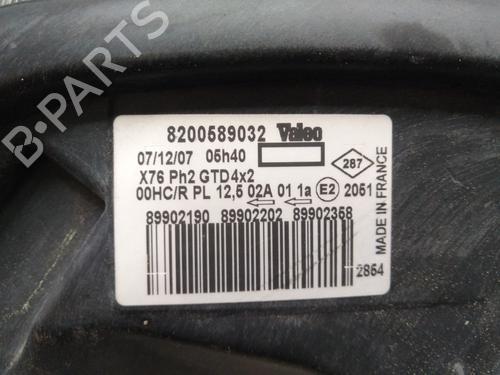 8200589032 Valeo
07/12/07 05h40
287
X76 Ph2 GTD4x2
00HC/R PL 12,5 02A 01 1a E2 2051
89902190 89902202 89902358
2854
MADE IN FRANCE
B-PARTS